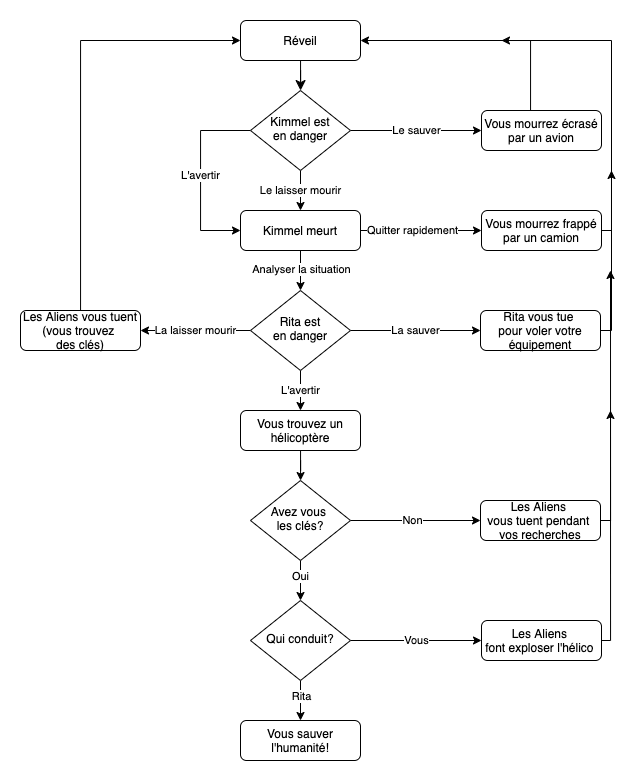 Réveil
Kimmel est
en danger
Le sauver
Vous mourrez écrasé
par un avion
L'avertir
Le laisser mourir
Kimmel meurt
Quitter rapidement
Vous mourrez frappé
par un camion
Analyser la situation
Les Aliens vous tuent
(vous trouvez
des clés)
La laisser mourir
Rita est
en danger
La sauver
Rita vous tue
pour voler votre
équipement
L'avertir
Vous trouvez un
hélicoptère
Avez vous
les clés?
Non
Les Aliens
vous tuent pendant
vos recherches
Oui
Qui conduit?
Vous
Les Aliens
font exploser l'hélico
Rita
Vous sauver
l'humanité!